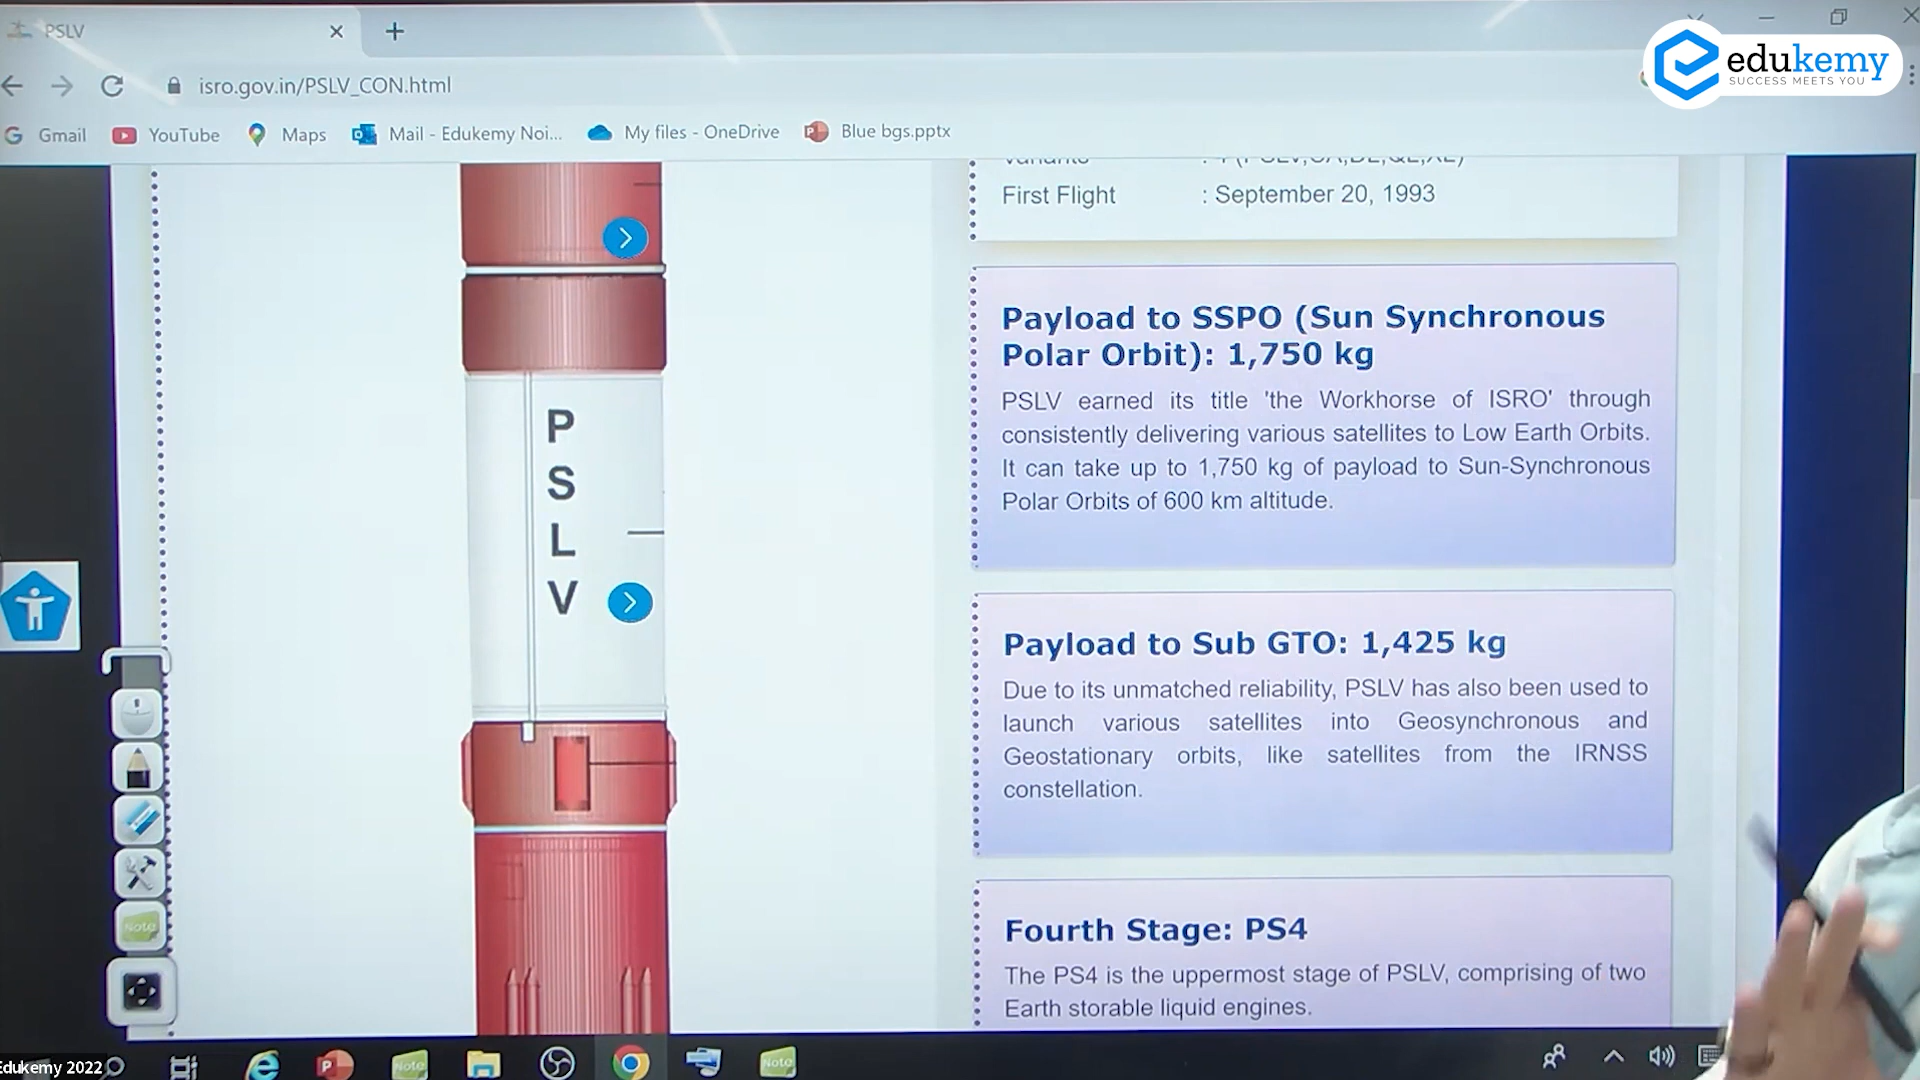 PSLV
edukemy
SUCCESS MEETS YOU
isro.gov.in/PSLV_CON.html
Gmail
YouTube
Maps
Mail - Edukemy Noi...
My files - OneDrive
Blue bgs.pptx
First Flight : September 20, 1993
Payload to SSPO (Sun Synchronous
Polar Orbit): 1,750 kg
PSLV earned its title 'the Workhorse of ISRO' through
consistently delivering various satellites to Low Earth Orbits.
It can take up to 1,750 kg of payload to Sun-Synchronous
Polar Orbits of 600 km altitude.
P
S
L
V
Payload to Sub GTO: 1,425 kg
Due to its unmatched reliability, PSLV has also been used to
launch various satellites into Geosynchronous and
Geostationary orbits, like satellites from the IRNSS
constellation.
Fourth Stage: PS4
The PS4 is the uppermost stage of PSLV, comprising of two
Earth storable liquid engines.
Note
Edukemy 2022
Note
Note